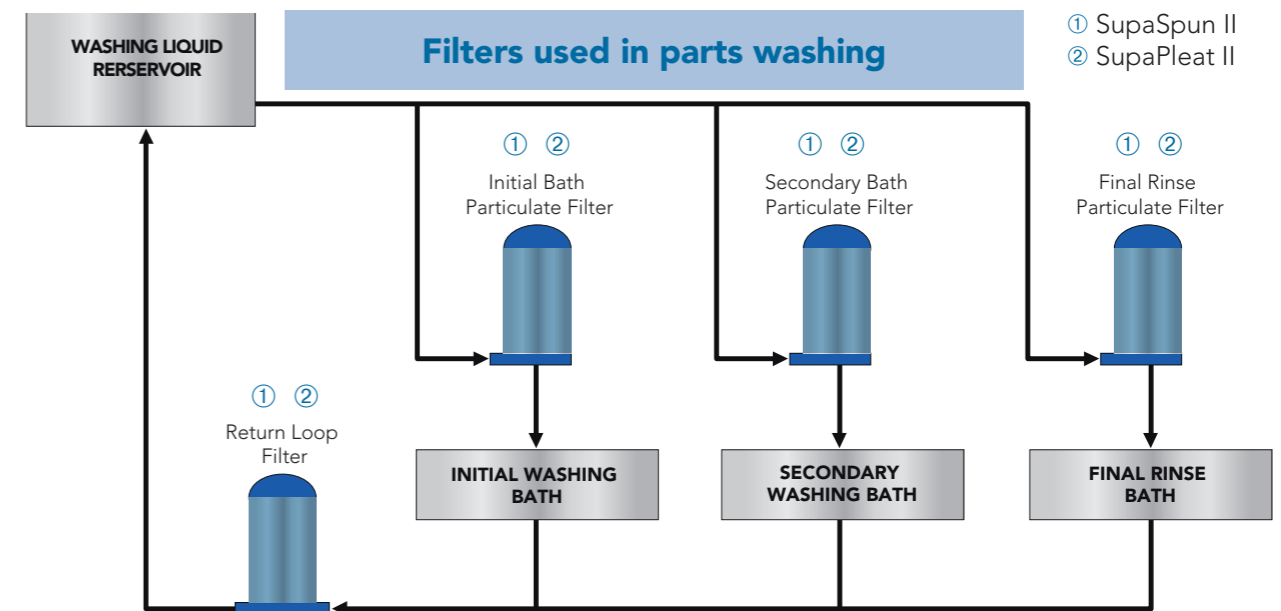 WASHING LIQUID
RERSERVOIR
Filters used in parts washing
① SupaSpun II
② SupaPleat II
① ②
Initial Bath
Particulate Filter
① ②
Secondary Bath
Particulate Filter
① ②
Final Rinse
Particulate Filter
① ②
Return Loop
Filter
INITIAL WASHING
BATH
SECONDARY
WASHING BATH
FINAL RINSE
BATH